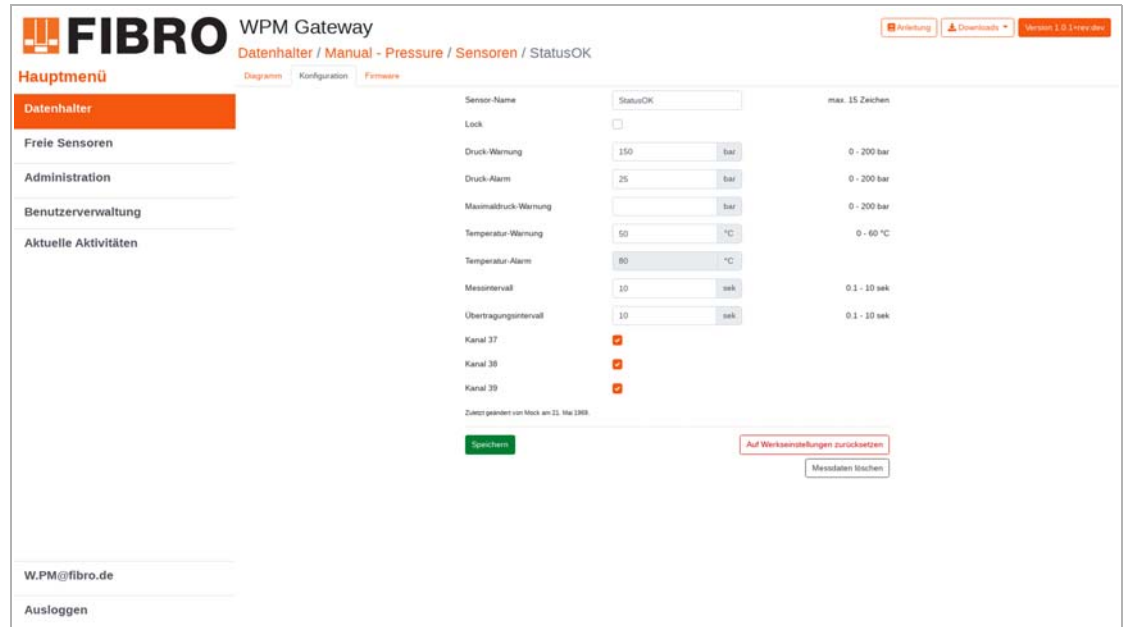 FIBRO
WPM Gateway
Anleitung
Downloads
Version 1.0.1+rev.dev
Datenhalter / Manual - Pressure / Sensoren / StatusOK
Hauptmenü
Diagramm Konfiguration Firmware
Datenhalter
Freie Sensoren
Administration
Benutzerverwaltung
Aktuelle Aktivitäten
Sensor-Name StatusOK max. 15 Zeichen
Lock
Druck-Warnung 150 bar 0 - 200 bar
Druck-Alarm 25 bar 0 - 200 bar
Maximaldruck-Warnung bar 0 - 200 bar
Temperatur-Warnung 50 °C 0 - 60 °C
Temperatur-Alarm 80 °C
Messintervall 10 sek 0.1 - 10 sek
Übertragungsintervall 10 sek 0.1 - 10 sek
Kanal 37
Kanal 38
Kanal 39
Zuletzt geändert von Mock am 21. Mai 1969.
Speichern Auf Werkseinstellungen zurücksetzen
Messdaten löschen
W.PM@fibro.de
Ausloggen